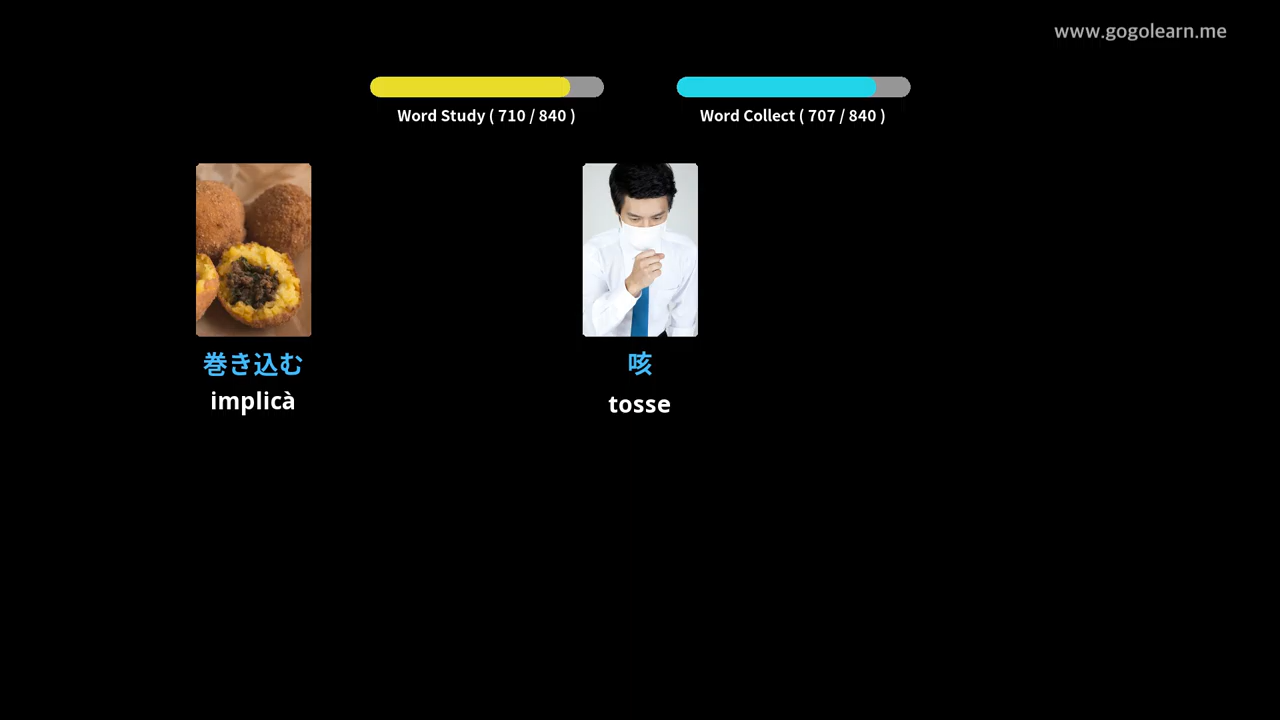 www.gogolearn.me
Word Study ( 710 / 840 )
Word Collect ( 707 / 840 )
巻き込む
implicà
咳
tosse